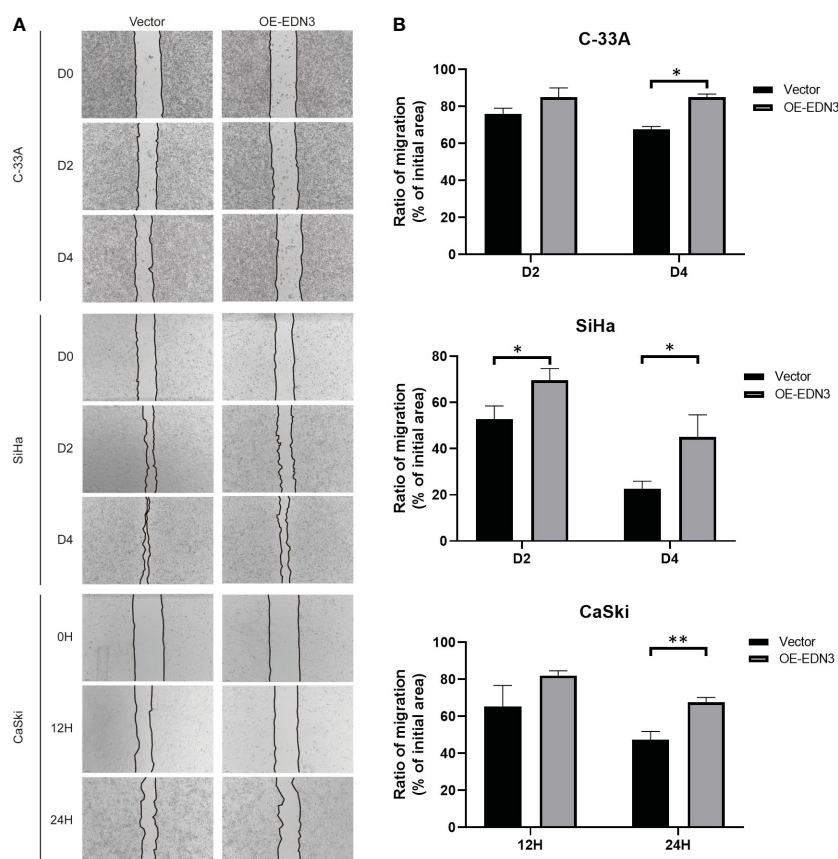 A
Vector
OE-EDN3
C-33A
D0
D2
D4
SiHa
D0
D2
D4
CaSki
0H
12H
24H
B
C-33A
Ratio of migration
(% of initial area)
100
80
60
40
20
0
*
D2
D4
Vector
OE-EDN3
SiHa
Ratio of migration
(% of initial area)
80
60
40
20
0
*
*
D2
D4
Vector
OE-EDN3
CaSki
Ratio of migration
(% of initial area)
100
80
60
40
20
0
**
12H
24H
Vector
OE-EDN3